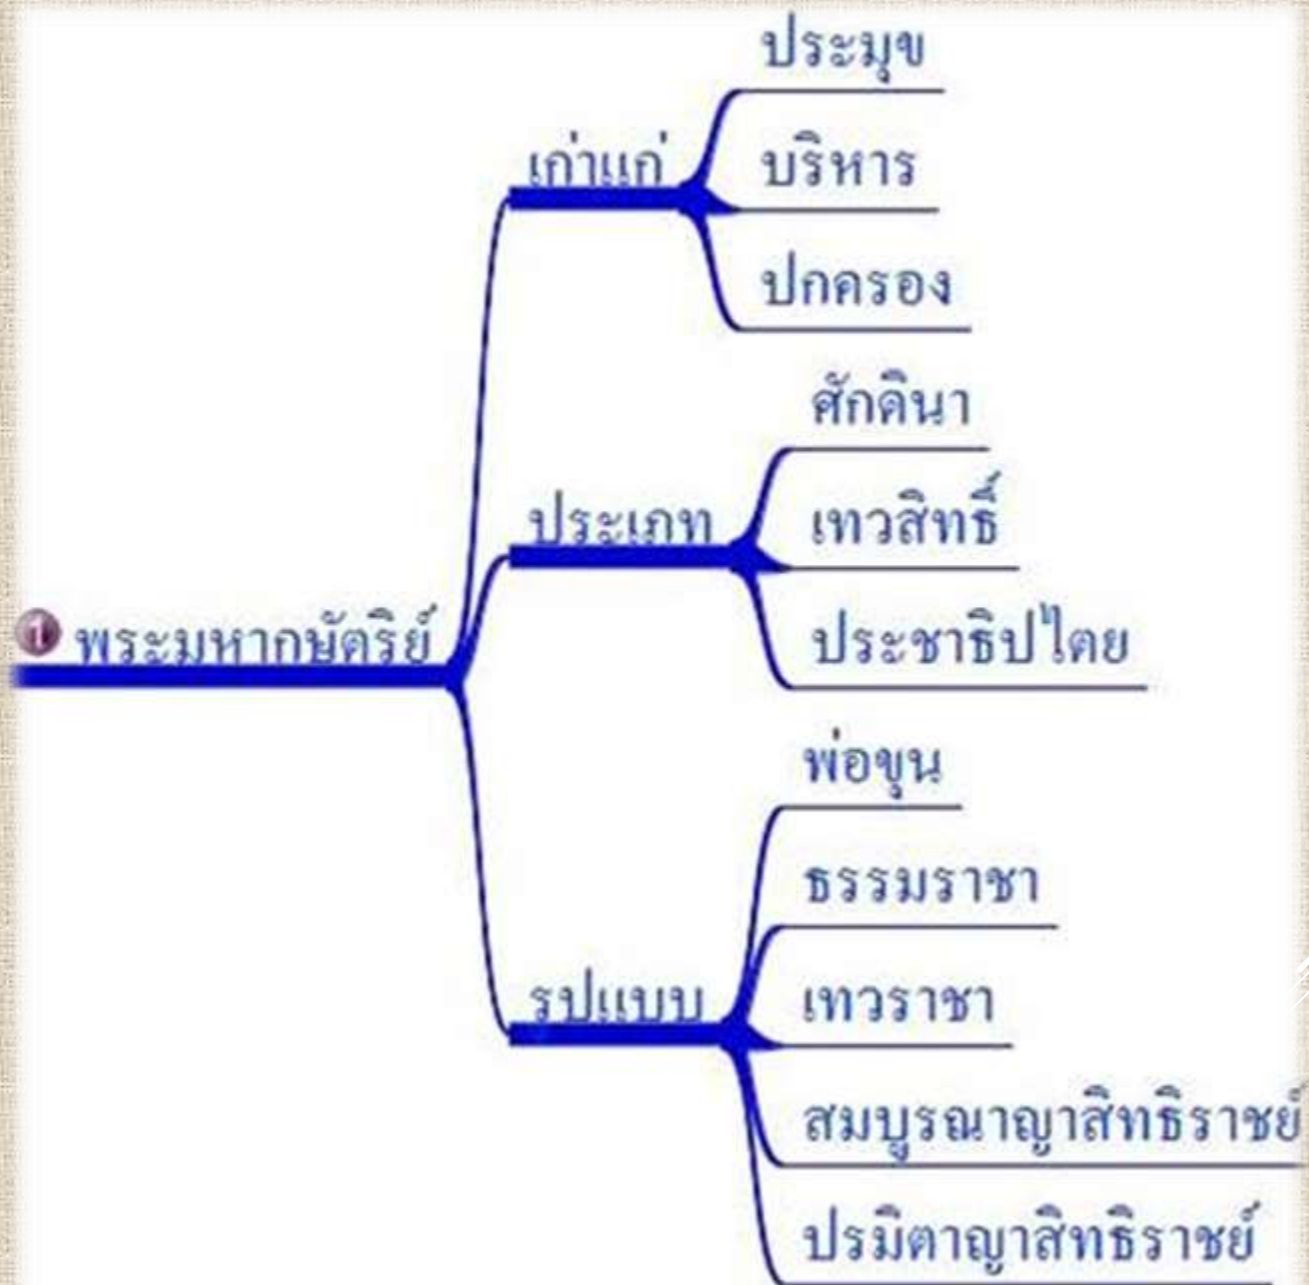 ประมุข
เก่าแก่
บริหาร
ปกครอง
ศักดินา
ประเภท
เทวสิทธิ์
ประชาธิปไตย
พระมหากษัตริย์
พ่อขุน
ธรรมราชา
รปแบบ
เทวราชา
สมบูรณาญาสิทธิราชย์
ปรมิตาญาสิทธิราชย์